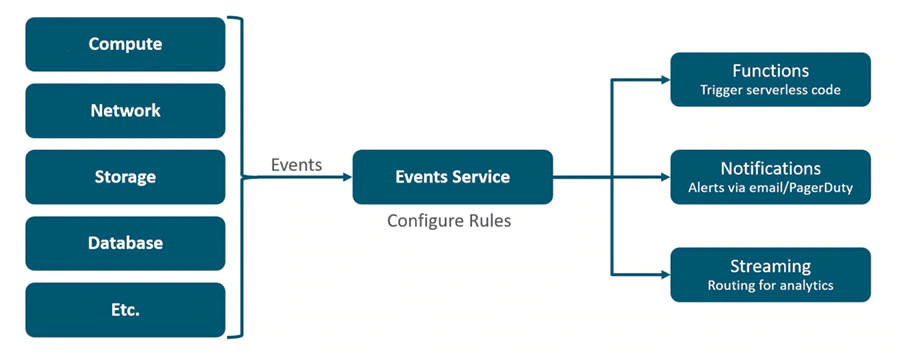 Compute
Network
Storage
Database
Etc.
Events
Events Service
Configure Rules
Functions
Trigger serverless code
Notifications
Alerts via email/PagerDuty
Streaming
Routing for analytics